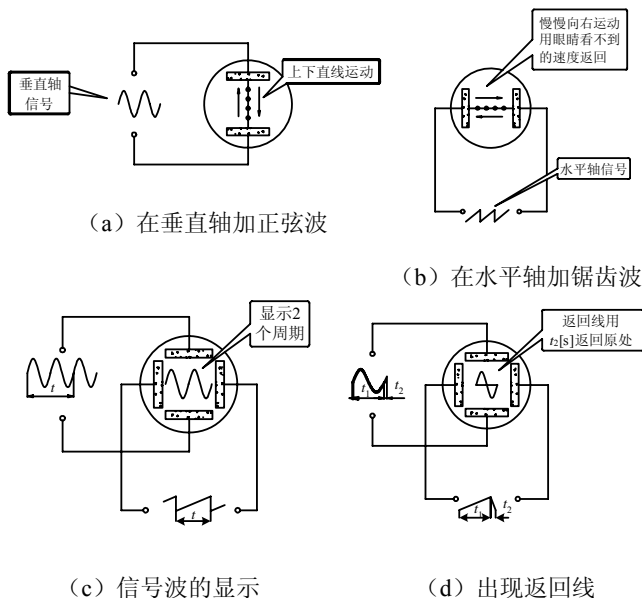 垂直轴
信号
上下直线运动
(a)在垂直轴加正弦波
慢慢向右运动
用眼睛看不到
的速度返回
水平轴信号
(b)在水平轴加锯齿波
显示2
个周期
t
t
(c)信号波的显示
返回线用
t₂[s]返回原处
t₁
t₂
t₁
t₂
(d)出现返回线